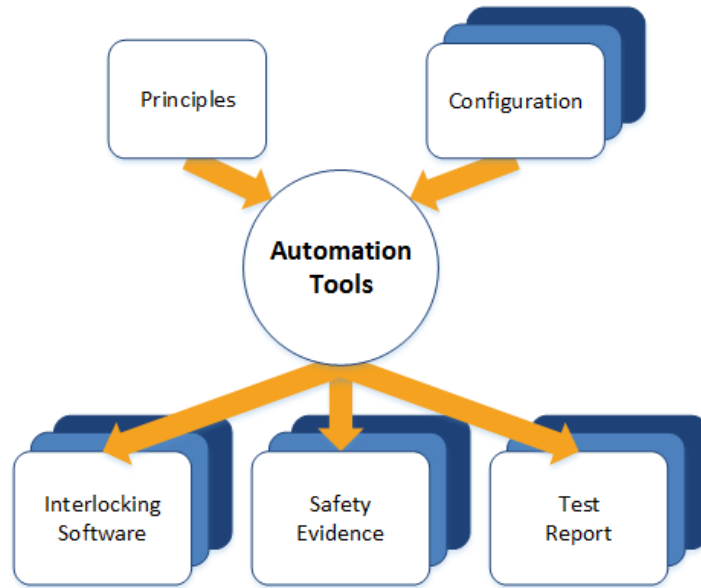 Principles
Configuration
Automation
Tools
Interlocking
Software
Safety
Evidence
Test
Report